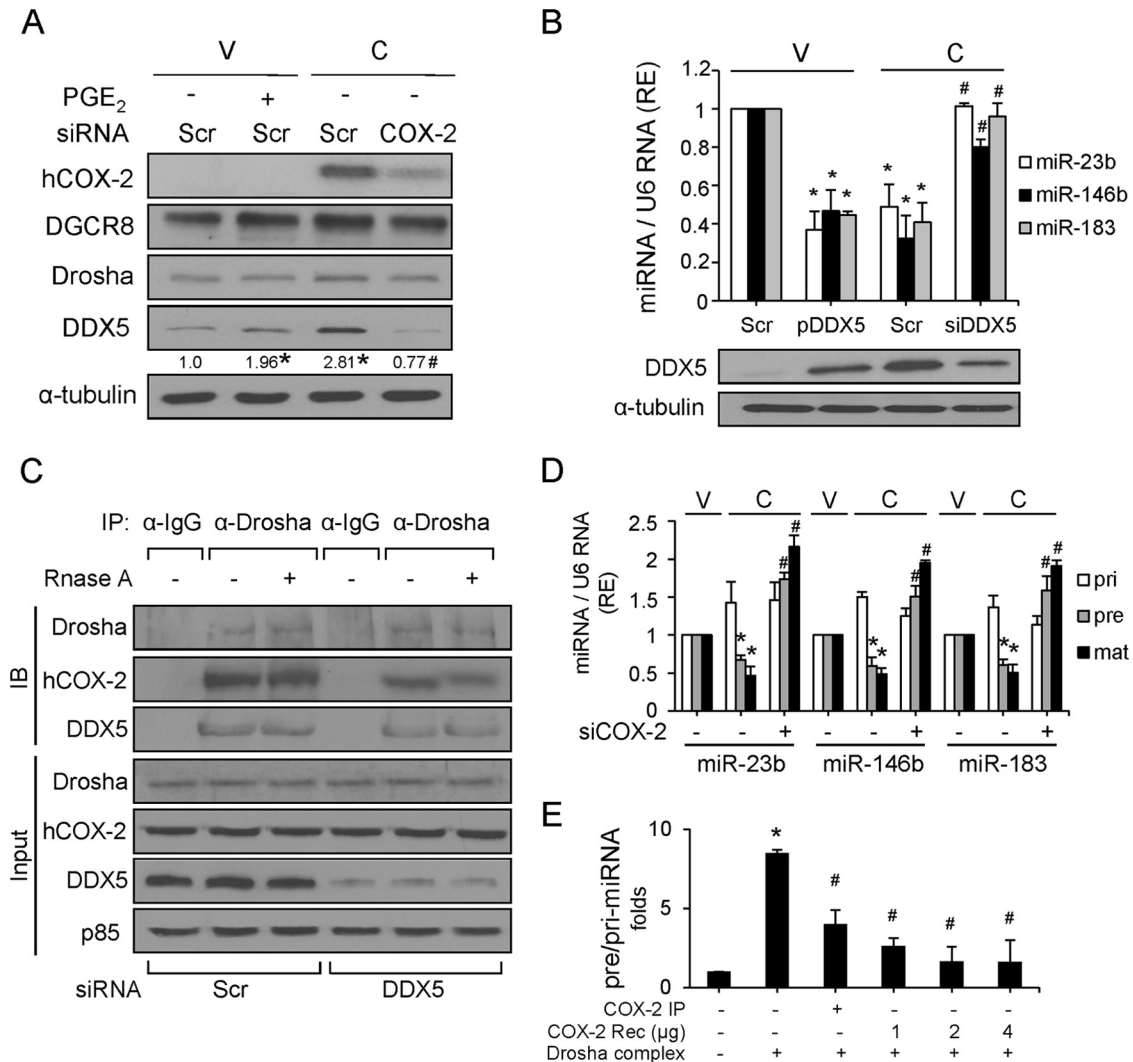 A
V C
PGE2 - + - -
siRNA Scr Scr Scr COX-2
hCOX-2
DGCR8
Drosha
DDX5
1.0 1.96* 2.81* 0.77#
α-tubulin
B
V C
miRNA / U6 RNA (RE)
1.2
1
0.8
0.6
0.4
0.2
0
* * * * * * # # #
miR-23b
miR-146b
miR-183
Scr pDDX5 Scr siDDX5
DDX5
α-tubulin
C
IP: α-IgG α-Drosha α-IgG α-Drosha
Rnase A - - + - - +
IB
Drosha
hCOX-2
DDX5
Input
Drosha
hCOX-2
DDX5
p85
siRNA Scr DDX5
D
V C V C V C
miRNA / U6 RNA
(RE)
2.5
2
1.5
1
0.5
0
* * # # * * # # * * # #
pri
pre
mat
siCOX-2 - - + - - + - - +
miR-23b miR-146b miR-183
E
pre/pri-miRNA
folds
10
5
0
* # # # #
COX-2 IP - - + - - -
COX-2 Rec (µg) - - - 1 2 4
Drosha complex - + + + + +